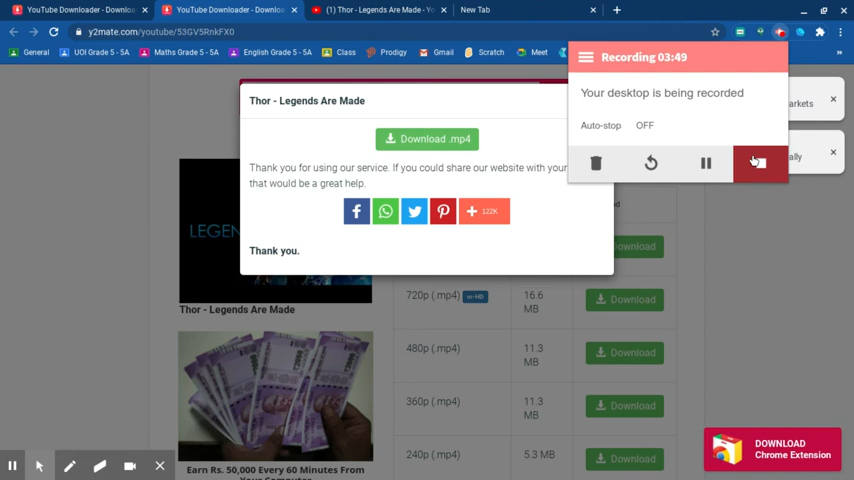 YouTube Downloader - Downloa
YouTube Downloader - Downloa
(1) Thor - Legends Are Made - Yo
New Tab
y2mate.com/youtube/53GV5RnkFX0
General
UOI Grade 5 - 5A
Maths Grade 5 - 5A
English Grade 5 - 5A
Class
Prodigy
Gmail
Scratch
Meet
Recording 03:49
Your desktop is being recorded
Auto-stop OFF
arkets
ally
Thor - Legends Are Made
Download .mp4
Thank you for using our service. If you could share our website with your
that would be a great help.
122K
Thank you.
LEGEN
Thor - Legends Are Made
ownload
720p (.mp4) m-HD 16.6 MB Download
480p (.mp4) 11.3 MB Download
360p (.mp4) 11.3 MB Download
240p (.mp4) 5.3 MB Download
Earn Rs. 50,000 Every 60 Minutes From
DOWNLOAD
Chrome Extension